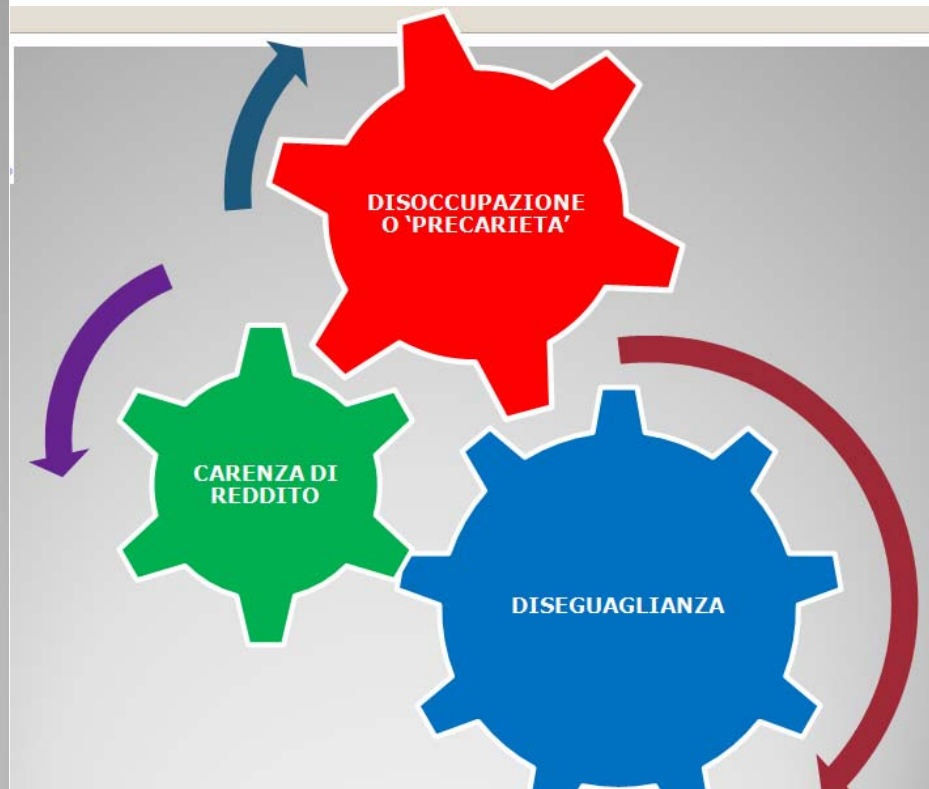 DISOCCUPAZIONE
O ‘PRECARIETA’
CARENZA DI
REDDITO
DISEGUAGLIANZA